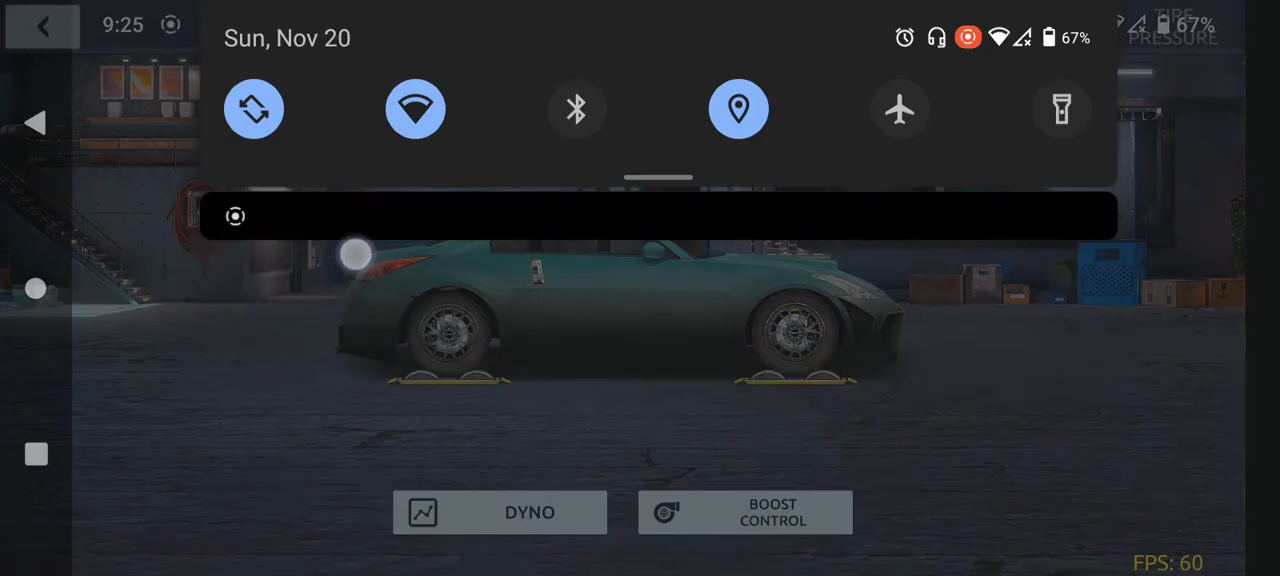 9:25
Sun, Nov 20
67%
67%
TIRE
PRESSURE
DYNO
BOOST
CONTROL
FPS: 60